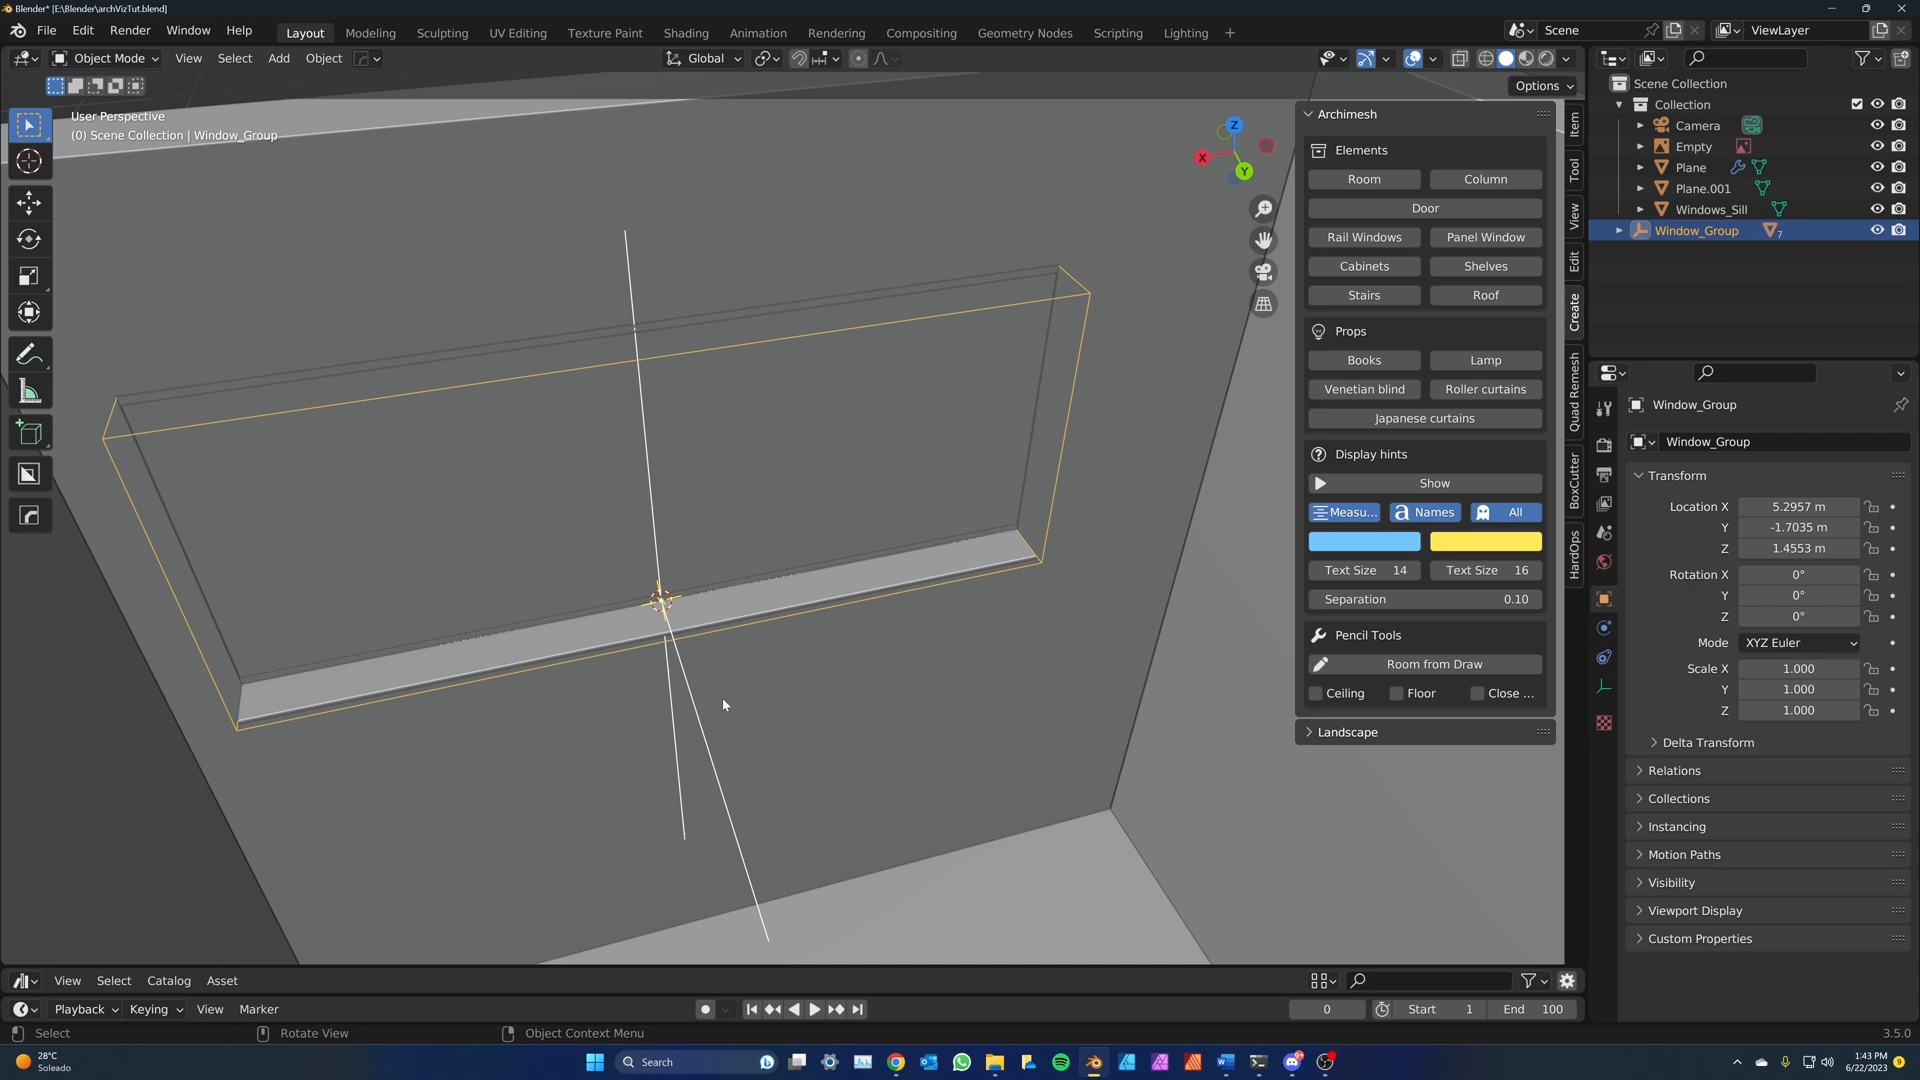 Blender* [E:\Blender\archVizTut.blend]
File Edit Render Window Help Layout Modeling Sculpting UV Editing Texture Paint Shading Animation Rendering Compositing Geometry Nodes Scripting Lighting + Scene ViewLayer
Object Mode View Select Add Object Global
Options
User Perspective
(0) Scene Collection | Window_Group
Z
X
Y
Archimesh
Elements
Room Column
Door
Rail Windows Panel Window
Cabinets Shelves
Stairs Roof
Props
Books Lamp
Venetian blind Roller curtains
Japanese curtains
Display hints
Show
Measu... a Names All
Text Size 14 Text Size 16
Separation 0.10
Pencil Tools
Room from Draw
Ceiling Floor Close ...
Landscape
Item
Tool
View
Edit
Create
Quad Remesh
BoxCutter
HardOps
Scene Collection
Collection
Camera
Empty
Plane
Plane.001
Windows_Sill
Window_Group 7
Window_Group
Window_Group
Transform
Location X 5.2957 m
Y -1.7035 m
Z 1.4553 m
Rotation X 0°
Y 0°
Z 0°
Mode XYZ Euler
Scale X 1.000
Y 1.000
Z 1.000
Delta Transform
Relations
Collections
Instancing
Motion Paths
Visibility
Viewport Display
Custom Properties
View Select Catalog Asset
Playback Keying View Marker 0 Start 1 End 100
Select Rotate View Object Context Menu 3.5.0
28°C
Soleado
Search
1:43 PM
6/22/2023